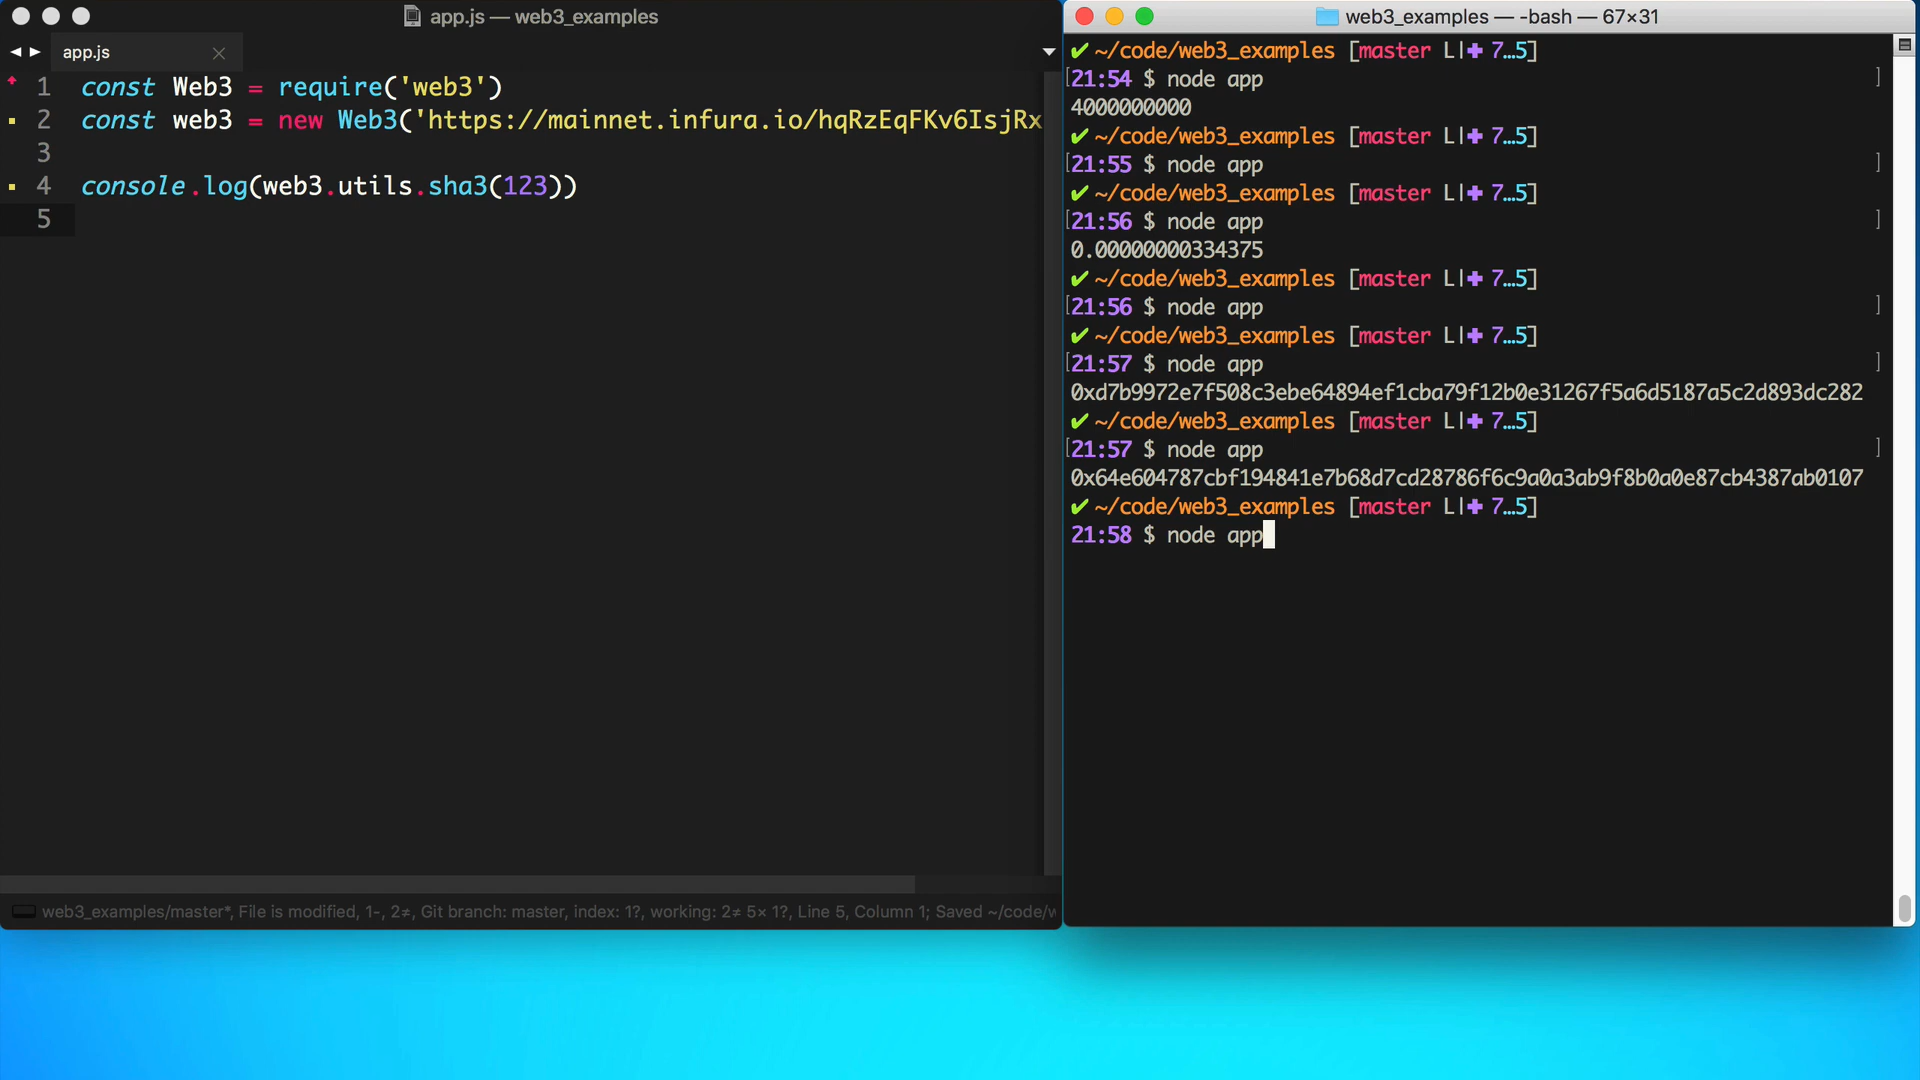 app.js — web3_examples
app.js
1 const Web3 = require('web3')
2 const web3 = new Web3('https://mainnet.infura.io/hqRzEqFKv6IsjRx
3
4 console.log(web3.utils.sha3(123))
5
web3_examples/master*, File is modified, 1-, 2≠, Git branch: master, index: 1?, working: 2≠ 5× 1?, Line 5, Column 1; Saved ~/code/w
web3_examples — -bash — 67×31
✔ ~/code/web3_examples [master L|✚ 7…5]
[21:54 $ node app ]
4000000000
✔ ~/code/web3_examples [master L|✚ 7…5]
[21:55 $ node app ]
✔ ~/code/web3_examples [master L|✚ 7…5]
[21:56 $ node app ]
0.00000000334375
✔ ~/code/web3_examples [master L|✚ 7…5]
[21:56 $ node app ]
✔ ~/code/web3_examples [master L|✚ 7…5]
[21:57 $ node app ]
0xd7b9972e7f508c3ebe64894ef1cba79f12b0e31267f5a6d5187a5c2d893dc282
✔ ~/code/web3_examples [master L|✚ 7…5]
[21:57 $ node app ]
0x64e604787cbf194841e7b68d7cd28786f6c9a0a3ab9f8b0a0e87cb4387ab0107
✔ ~/code/web3_examples [master L|✚ 7…5]
21:58 $ node app